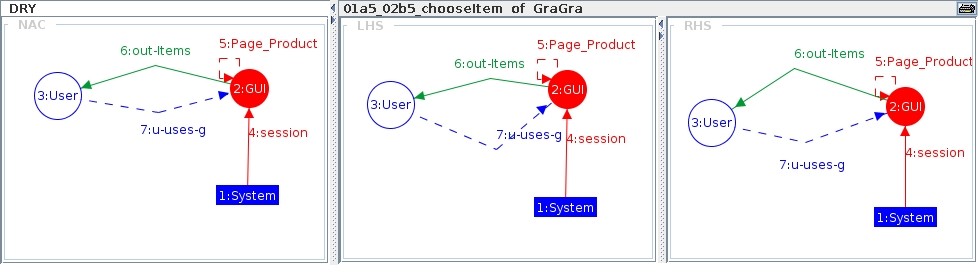 DRY
NAC
6:out-Items
5:Page_Product
3:User
2:GUI
7:u-uses-g
4:session
1:System
01a5_02b5_chooseItem of GraGra
LHS
5:Page_Product
6:out-Items
2:GUI
3:User
7:u-uses-g
4:session
1:System
RHS
6:out-Items
5:Page_Product
2:GUI
3:User
4:session
7:u-uses-g
1:System